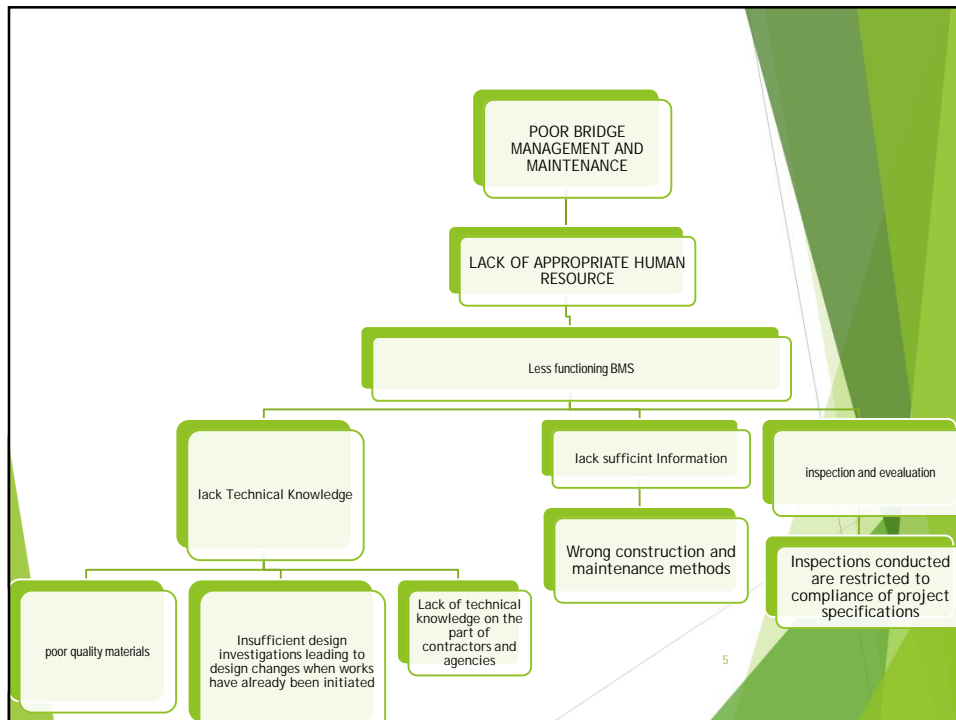 POOR BRIDGE
MANAGEMENT AND
MAINTENANCE
LACK OF APPROPRIATE HUMAN
RESOURCE
Less functioning BMS
lack Technical Knowledge
lack sufficint Information
inspection and evealuation
Wrong construction and
maintenance methods
Inspections conducted
are restricted to
compliance of project
specifications
poor quality materials
Insufficient design
investigations leading to
design changes when works
have already been initiated
Lack of technical
knowledge on the
part of
contractors and
agencies
5